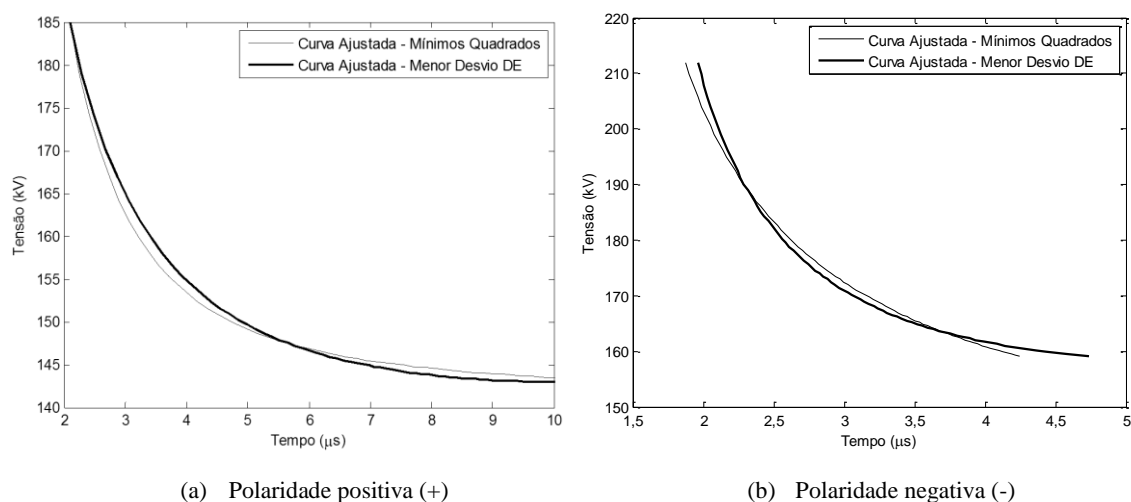 185
180
175
170
165
160
155
150
145
140
Tensão (kV)
2 3 4 5 6 7 8 9 10
Tempo (μs)
Curva Ajustada - Mínimos Quadrados
Curva Ajustada - Menor Desvio DE
(a) Polaridade positiva (+)
220
210
200
190
180
170
160
150
Tensão (kV)
1,5 2 2,5 3 3,5 4 4,5 5
Tempo (μs)
Curva Ajustada - Mínimos Quadrados
Curva Ajustada - Menor Desvio DE
(b) Polaridade negativa (-)